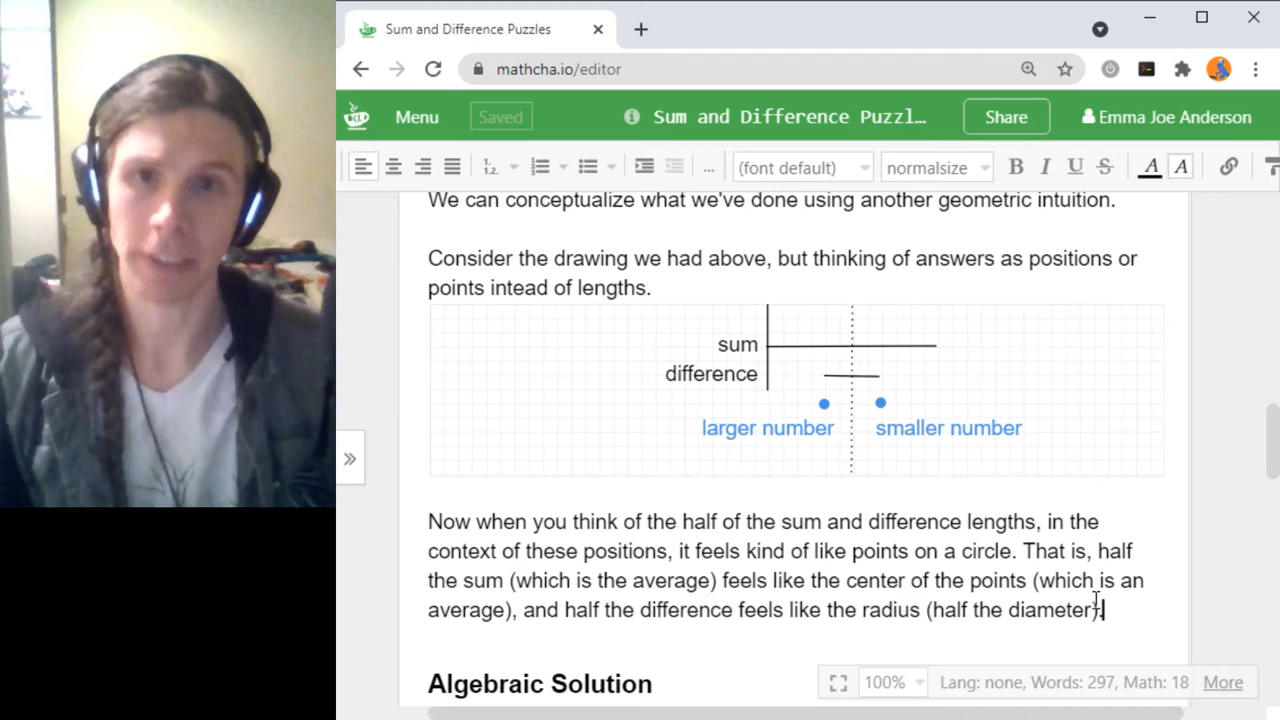 Sum and Difference Puzzles
mathcha.io/editor
Menu
Saved
Sum and Difference Puzzl...
Share
Emma Joe Anderson
(font default)
normalsize
B I U S A A
We can conceptualize what we've done using another geometric intuition.
Consider the drawing we had above, but thinking of answers as positions or
points intead of lengths.
sum
difference
larger number
smaller number
Now when you think of the half of the sum and difference lengths, in the
context of these positions, it feels kind of like points on a circle. That is, half
the sum (which is the average) feels like the center of the points (which is an
average), and half the difference feels like the radius (half the diameter).
Algebraic Solution
100%
Lang: none, Words: 297, Math: 18
More